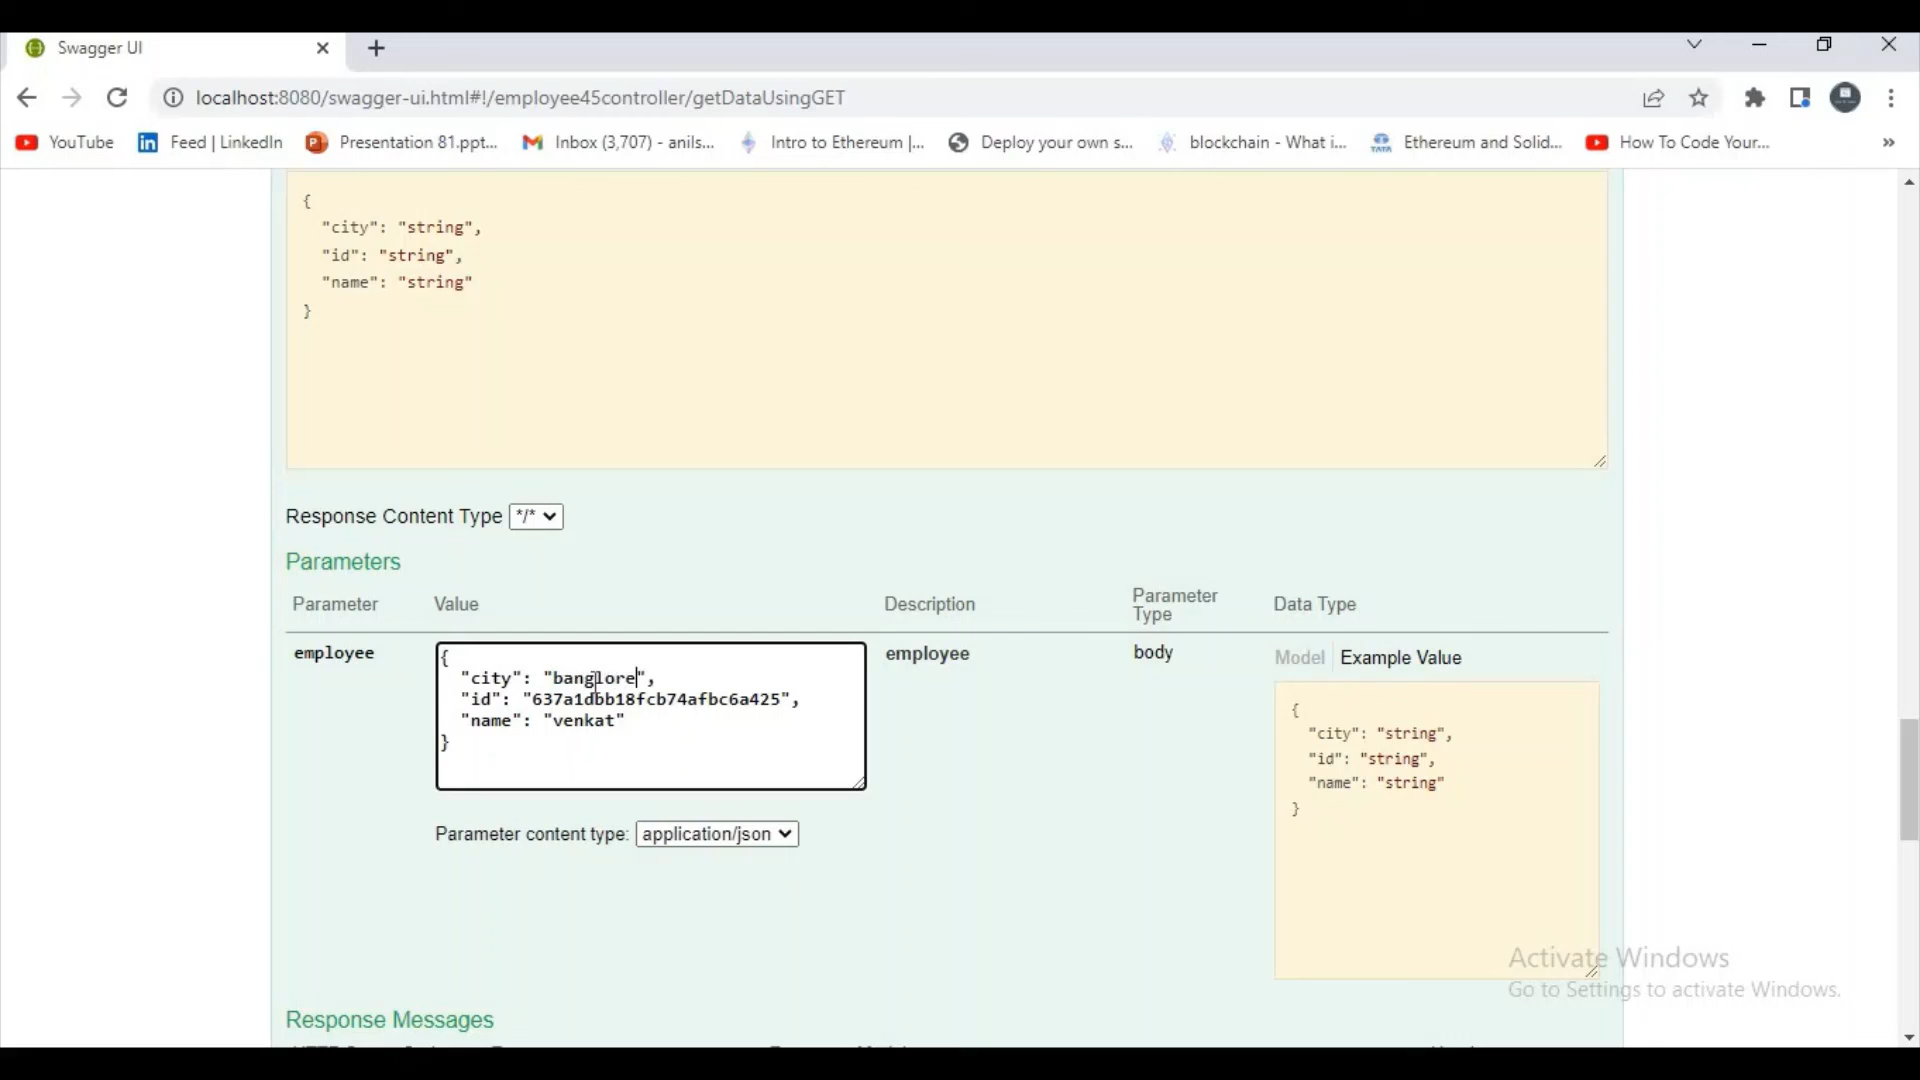 Swagger UI
localhost:8080/swagger-ui.html#!/employee45controller/getDataUsingGET
YouTube Feed | LinkedIn Presentation 81.ppt... Inbox (3,707) - anils... Intro to Ethereum |... Deploy your own s... blockchain - What i... Ethereum and Solid... How To Code Your... »
{
"city": "string",
"id": "string",
"name": "string"
}
Response Content Type */*
Parameters
Parameter Value Description Parameter Type Data Type
employee
{
"city": "banglore",
"id": "637a1dbb18fcb74afbc6a425",
"name": "venkat"
}
Parameter content type: application/json
employee
body
Model Example Value
{
"city": "string",
"id": "string",
"name": "string"
}
Activate Windows
Go to Settings to activate Windows.
Response Messages